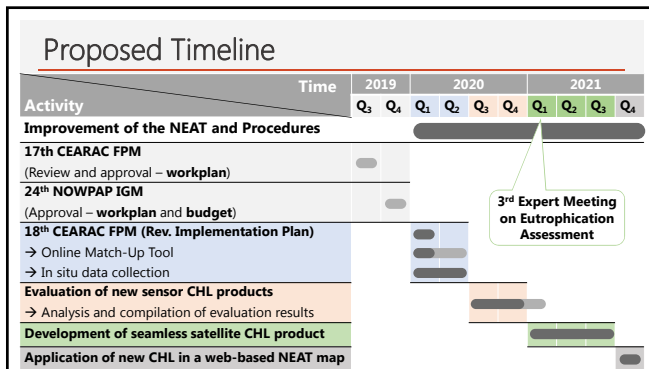 Proposed Timeline
Time 2019 2020 2021
Activity Q3 Q4 Q1 Q2 Q3 Q4 Q1 Q2 Q3 Q4
Improvement of the NEAT and Procedures
17th CEARAC FPM
(Review and approval – workplan)
24th NOWPAP IGM
(Approval – workplan and budget)
3rd Expert Meeting
on Eutrophication
Assessment
18th CEARAC FPM (Rev. Implementation Plan)
→ Online Match-Up Tool
→ In situ data collection
Evaluation of new sensor CHL products
→ Analysis and compilation of evaluation results
Development of seamless satellite CHL product
Application of new CHL in a web-based NEAT map